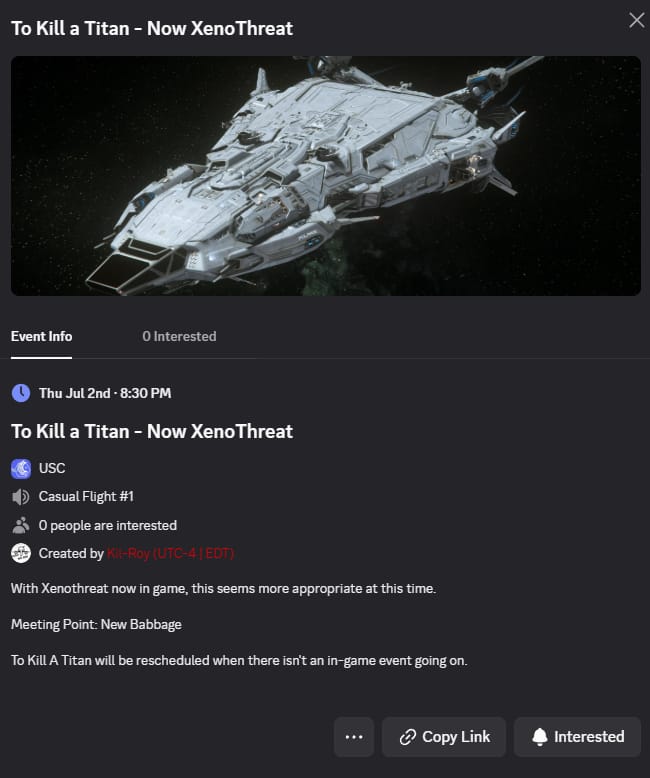 To Kill a Titan - Now XenoThreat
Event Info
0 Interested
Thu Jul 2nd · 8:30 PM
To Kill a Titan - Now XenoThreat
USC
Casual Flight #1
0 people are interested
Created by Kil-Roy (UTC-4 | EDT)
With Xenothreat now in game, this seems more appropriate at this time.
Meeting Point: New Babbage
To Kill A Titan will be rescheduled when there isn't an in-game event going on.
Copy Link
Interested